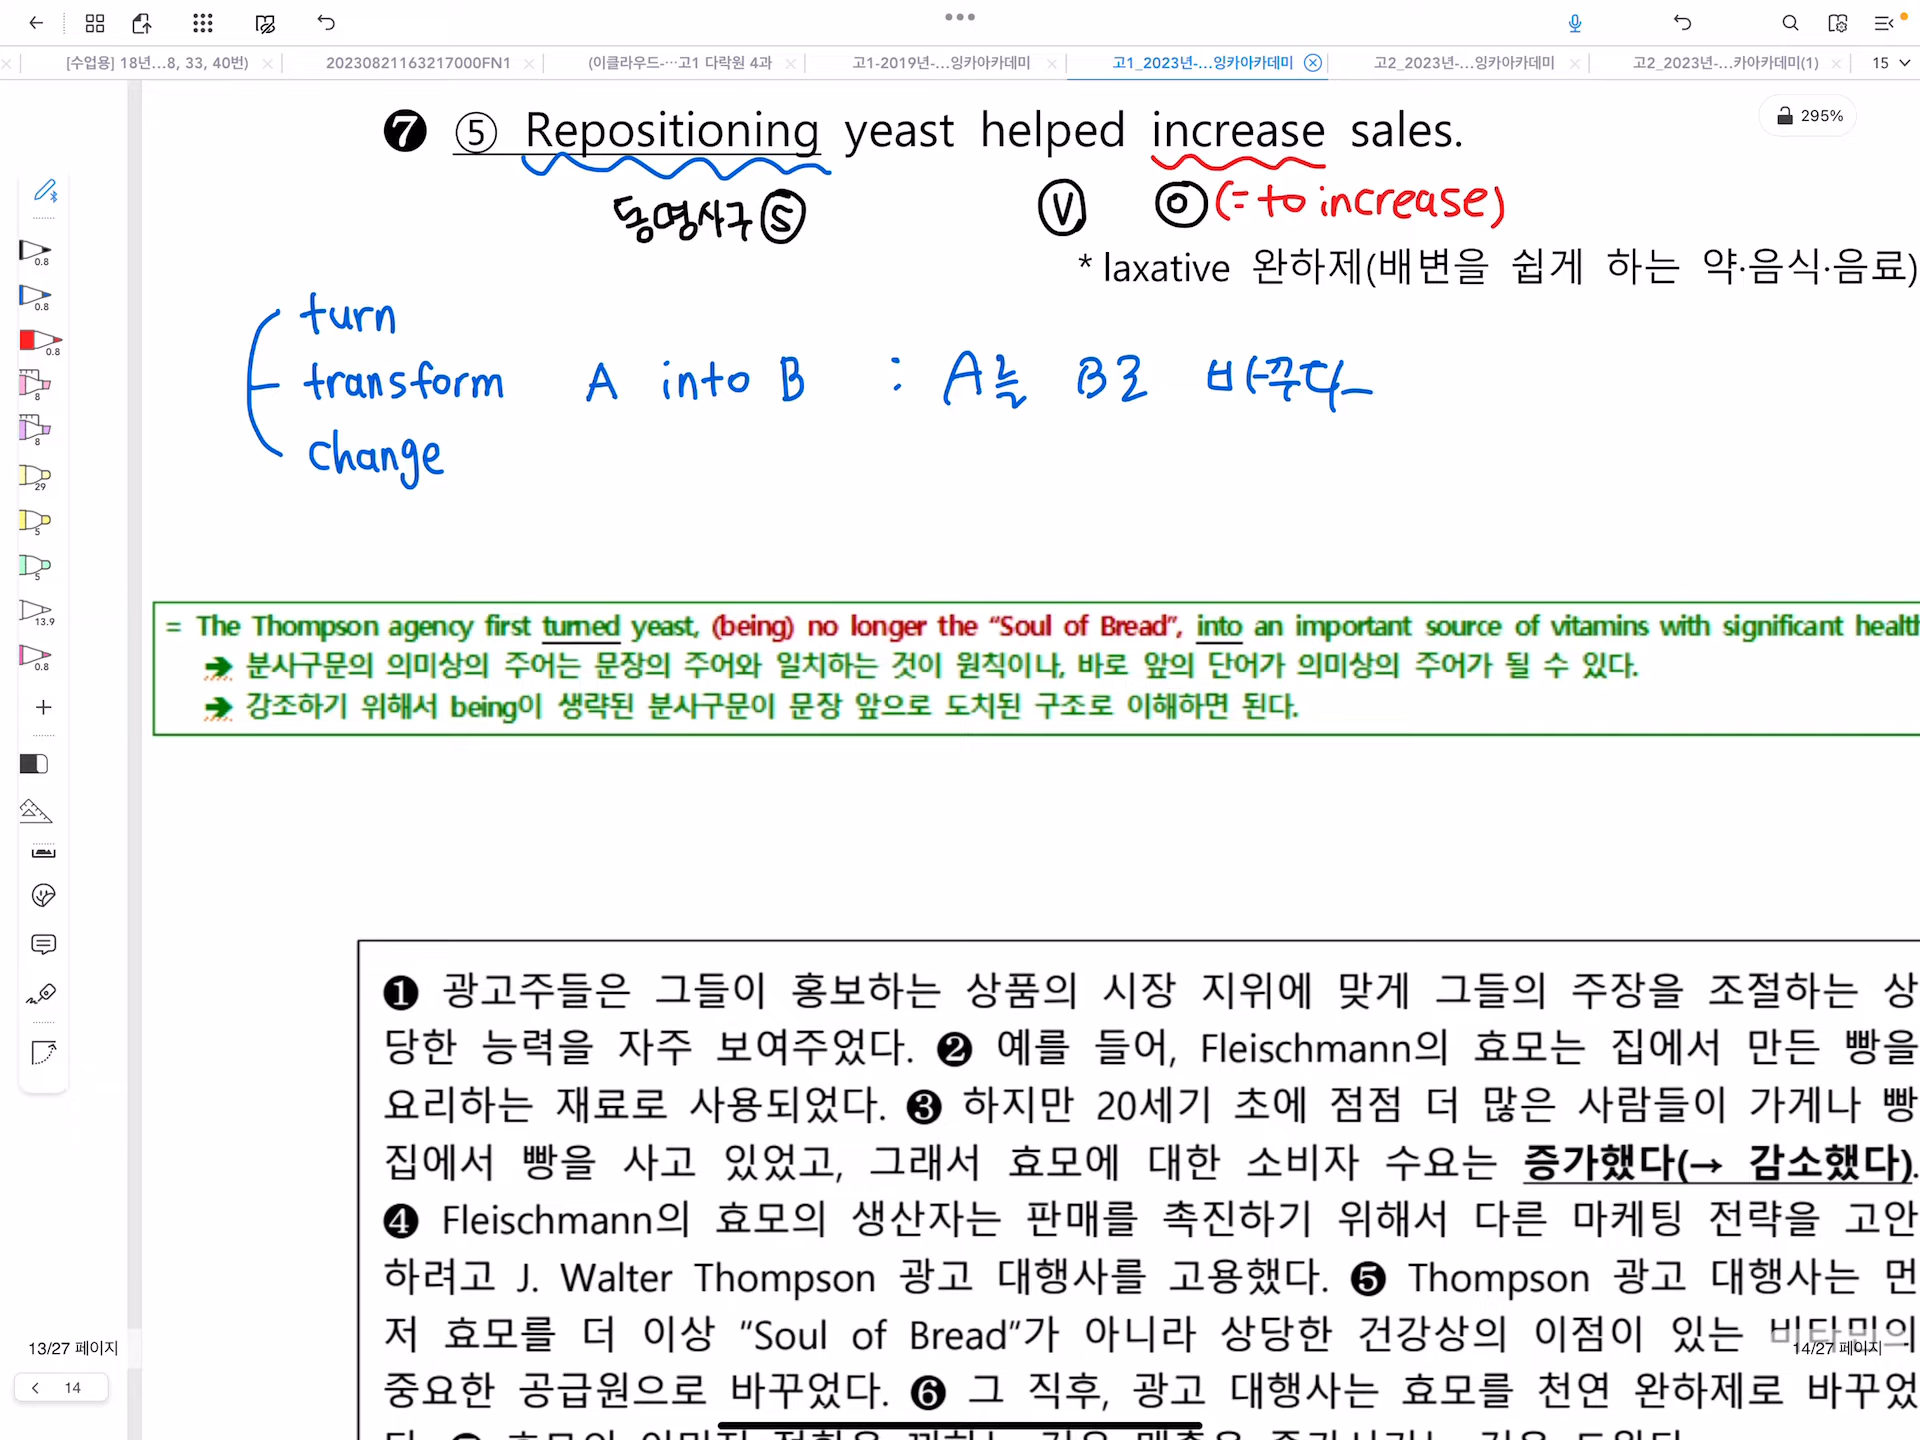 [수업용] 18년...8, 33, 40번)
20230821163217000FN1
(이클라우드-…고1 다락원 4과
고1-2019년-...잉카아카데미
고1_2023년-...잉카아카데미
고2_2023년-...잉카아카데미
고2_2023년-...카아카데미(1)
15
295%
❼ ⑤ Repositioning yeast helped increase sales.
동명사구 Ⓢ Ⓥ Ⓞ (= to increase)
* laxative 완하제(배변을 쉽게 하는 약·음식·음료)
turn
transform A into B : A를 B로 바꾸다
change
= The Thompson agency first turned yeast, (being) no longer the “Soul of Bread”, into an important source of vitamins with significant health
➔ 분사구문의 의미상의 주어는 문장의 주어와 일치하는 것이 원칙이나, 바로 앞의 단어가 의미상의 주어가 될 수 있다.
➔ 강조하기 위해서 being이 생략된 분사구문이 문장 앞으로 도치된 구조로 이해하면 된다.
❶ 광고주들은 그들이 홍보하는 상품의 시장 지위에 맞게 그들의 주장을 조절하는 상
당한 능력을 자주 보여주었다. ❷ 예를 들어, Fleischmann의 효모는 집에서 만든 빵을
요리하는 재료로 사용되었다. ❸ 하지만 20세기 초에 점점 더 많은 사람들이 가게나 빵
집에서 빵을 사고 있었고, 그래서 효모에 대한 소비자 수요는 증가했다(→ 감소했다).
❹ Fleischmann의 효모의 생산자는 판매를 촉진하기 위해서 다른 마케팅 전략을 고안
하려고 J. Walter Thompson 광고 대행사를 고용했다. ❺ Thompson 광고 대행사는 먼
저 효모를 더 이상 “Soul of Bread”가 아니라 상당한 건강상의 이점이 있는 비타민의
중요한 공급원으로 바꾸었다. ❻ 그 직후, 광고 대행사는 효모를 천연 완하제로 바꾸었
0.8
0.8
0.8
8
8
29
5
5
13.9
0.8
13/27 페이지
14/27 페이지
14